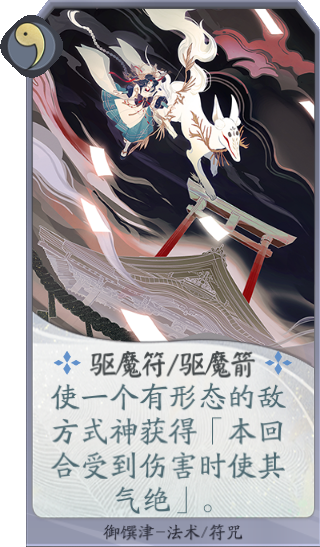 驱魔符/驱魔箭
使一个有形态的敌
方式神获得「本回
合受到伤害时使其
气绝」。
御馔津-法术/符咒